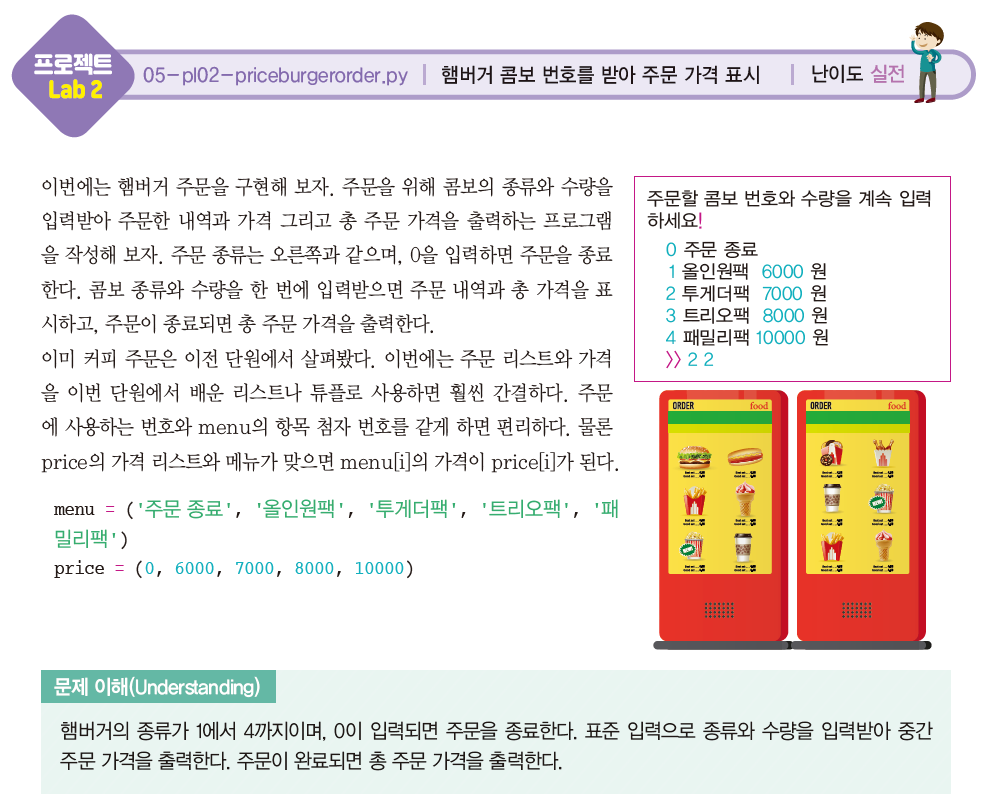 프로젝트
Lab 2
05-pl02-priceburgerorder.py | 햄버거 콤보 번호를 받아 주문 가격 표시 | 난이도 실전
이번에는 햄버거 주문을 구현해 보자. 주문을 위해 콤보의 종류와 수량을
입력받아 주문한 내역과 가격 그리고 총 주문 가격을 출력하는 프로그램
을 작성해 보자. 주문 종류는 오른쪽과 같으며, 0을 입력하면 주문을 종료
한다. 콤보 종류와 수량을 한 번에 입력받으면 주문 내역과 총 가격을 표
시하고, 주문이 종료되면 총 주문 가격을 출력한다.
이미 커피 주문은 이전 단원에서 살펴봤다. 이번에는 주문 리스트와 가격
을 이번 단원에서 배운 리스트나 튜플로 사용하면 훨씬 간결하다. 주문
에 사용하는 번호와 menu의 항목 첨자 번호를 같게 하면 편리하다. 물론
price의 가격 리스트와 메뉴가 맞으면 menu[i]의 가격이 price[i]가 된다.
menu = ('주문 종료', '올인원팩', '투게더팩', '트리오팩', '패
밀리팩')
price = (0, 6000, 7000, 8000, 10000)
주문할 콤보 번호와 수량을 계속 입력
하세요!
0 주문 종료
1 올인원팩 6000 원
2 투게더팩 7000 원
3 트리오팩 8000 원
4 패밀리팩 10000 원
>> 2 2
ORDER food
ORDER food
문제 이해(Understanding)
햄버거의 종류가 1에서 4까지이며, 0이 입력되면 주문을 종료한다. 표준 입력으로 종류와 수량을 입력받아 중간
주문 가격을 출력한다. 주문이 완료되면 총 주문 가격을 출력한다.